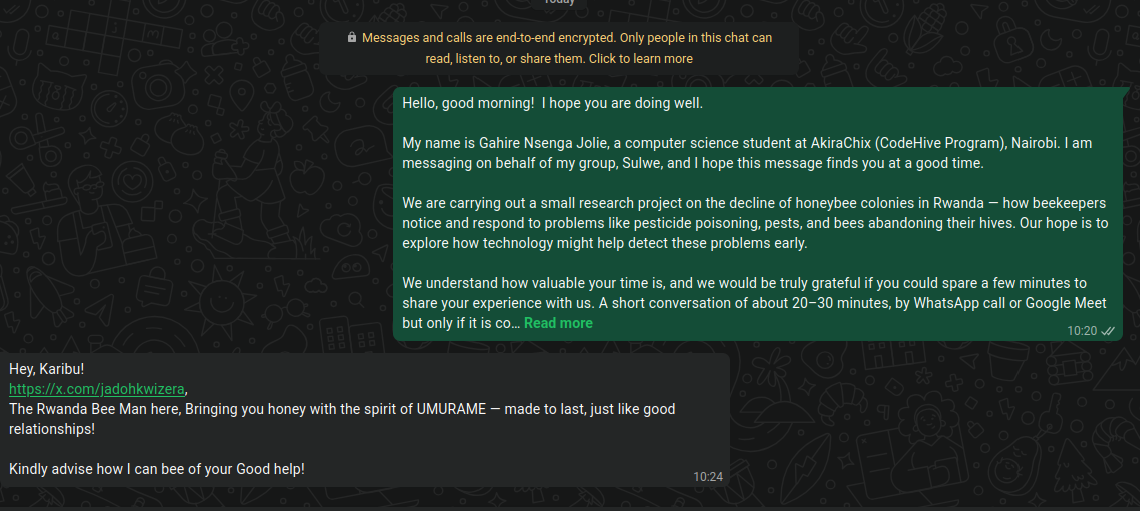 Today
Messages and calls are end-to-end encrypted. Only people in this chat can
read, listen to, or share them. Click to learn more
Hello, good morning!  I hope you are doing well.
My name is Gahire Nsenga Jolie, a computer science student at AkiraChix (CodeHive Program), Nairobi. I am
messaging on behalf of my group, Sulwe, and I hope this message finds you at a good time.
We are carrying out a small research project on the decline of honeybee colonies in Rwanda — how beekeepers
notice and respond to problems like pesticide poisoning, pests, and bees abandoning their hives. Our hope is to
explore how technology might help detect these problems early.
We understand how valuable your time is, and we would be truly grateful if you could spare a few minutes to
share your experience with us. A short conversation of about 20–30 minutes, by WhatsApp call or Google Meet
but only if it is co... Read more
10:20
Hey, Karibu!
https://x.com/jadohkwizera,
The Rwanda Bee Man here, Bringing you honey with the spirit of UMURAME — made to last, just like good
relationships!
Kindly advise how I can bee of your Good help!
10:24